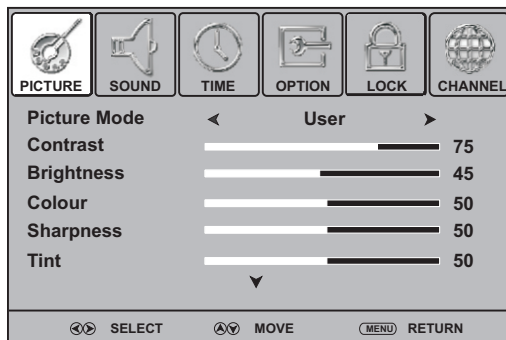 PICTURE SOUND TIME OPTION LOCK CHANNEL
Picture Mode User
Contrast 75
Brightness 45
Colour 50
Sharpness 50
Tint 50
SELECT MOVE MENU RETURN